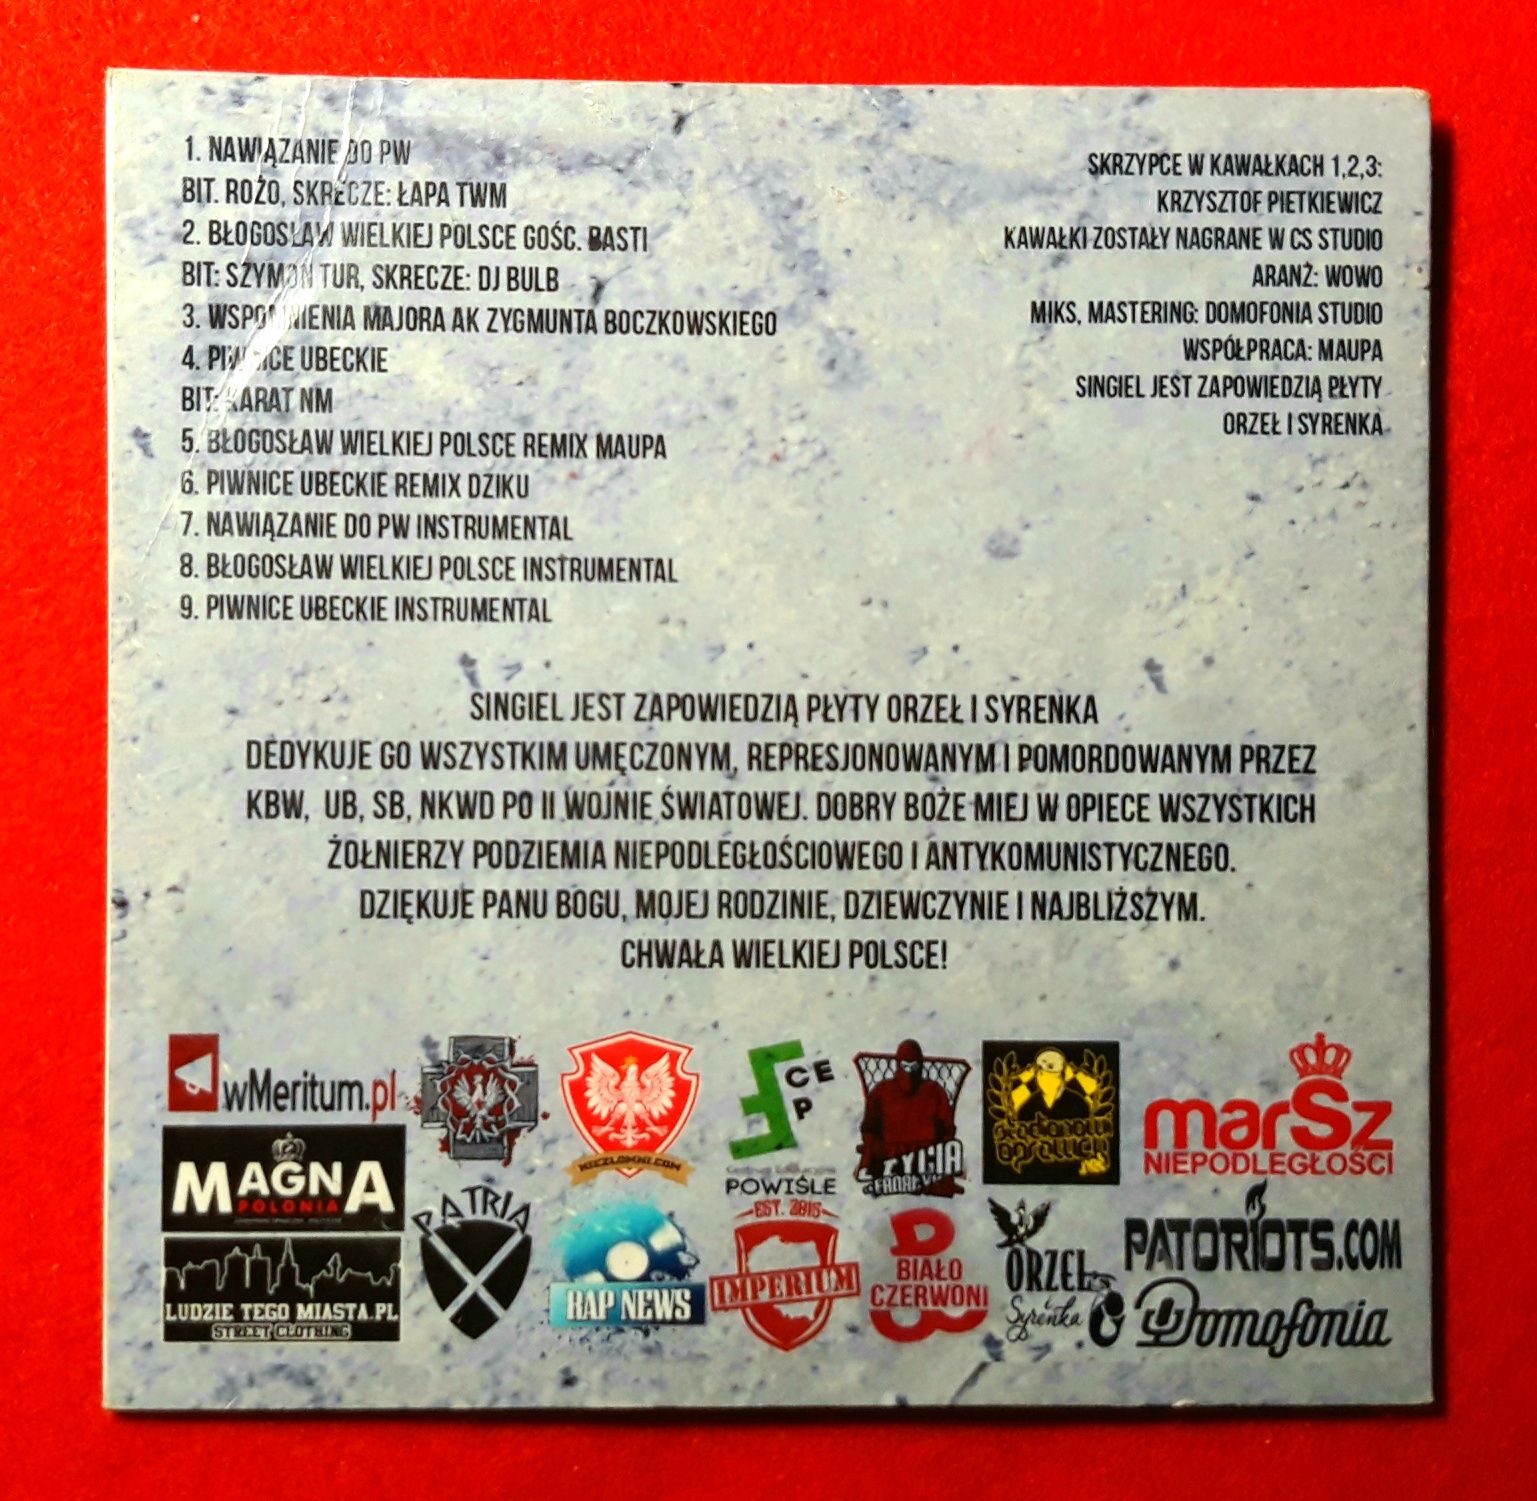 1. NAWIĄZANIE DO PW
BIT. ROŻO, SKRECZE: ŁAPA TWM
2. BŁOGOSŁAW WIELKIEJ POLSCE GOŚC. BASTI
BIT: SZYMON TUR, SKRECZE: DJ BULB
3. WSPOMNIENIA MAJORA AK ZYGMUNTA BOCZKOWSKIEGO
4. PIWNICE UBECKIE
BIT: KARAT NM
5. BŁOGOSŁAW WIELKIEJ POLSCE REMIX MAUPA
6. PIWNICE UBECKIE REMIX DZIKU
7. NAWIĄZANIE DO PW INSTRUMENTAL
8. BŁOGOSŁAW WIELKIEJ POLSCE INSTRUMENTAL
9. PIWNICE UBECKIE INSTRUMENTAL
SKRZYPCE W KAWAŁKACH 1,2,3:
KRZYSZTOF PIETKIEWICZ
KAWAŁKI ZOSTAŁY NAGRANE W CS STUDIO
ARANŻ: WOWO
MIKS, MASTERING: DOMOFONIA STUDIO
WSPÓŁPRACA: MAUPA
SINGIEL JEST ZAPOWIEDZIĄ PŁYTY
ORZEŁ I SYRENKA
SINGIEL JEST ZAPOWIEDZIĄ PŁYTY ORZEŁ I SYRENKA
DEDYKUJE GO WSZYSTKIM UMĘCZONYM, REPRESJONOWANYM I POMORDOWANYM PRZEZ
KBW, UB, SB, NKWD PO II WOJNIE ŚWIATOWEJ. DOBRY BOŻE MIEJ W OPIECE WSZYSTKICH
ŻOŁNIERZY PODZIEMIA NIEPODLEGŁOŚCIOWEGO I ANTYKOMUNISTYCZNEGO.
DZIĘKUJE PANU BOGU, MOJEJ RODZINIE, DZIEWCZYNIE I NAJBLIŻSZYM.
CHWAŁA WIELKIEJ POLSCE!
wMeritum.pl
NIEZLOMNI.COM
CEP
Centrum Edukacyjne
POWIŚLE
Z ŻYCIA
FANATYKA
marSz
NIEPODLEGŁOŚCI
MAGNA
POLONIA
PATRIA
RAP NEWS
EST. 2015
IMPERIUM
BIAŁO
CZERWONI
ORZEŁ
Syrenka
PATORIOTS.COM
Domofonia
LUDZIE TEGO MIASTA.PL
STREET CLOTHING